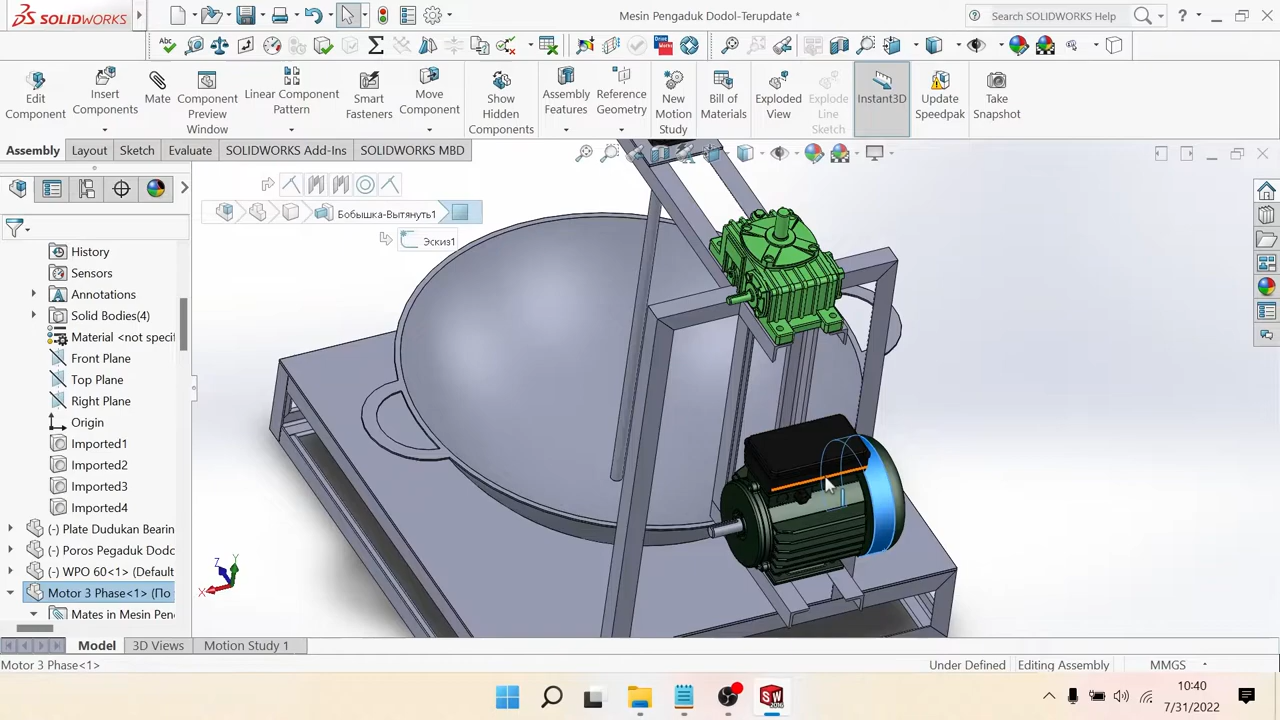 SOLIDWORKS
Mesin Pengaduk Dodol-Terupdate *
Search SOLIDWORKS Help
Edit Component
Insert Components
Mate
Component Preview Window
Linear Component Pattern
Smart Fasteners
Move Component
Show Hidden Components
Assembly Features
Reference Geometry
New Motion Study
Bill of Materials
Exploded View
Explode Line Sketch
Instant3D
Update Speedpak
Take Snapshot
Assembly
Layout
Sketch
Evaluate
SOLIDWORKS Add-Ins
SOLIDWORKS MBD
Бобышка-Вытянуть1
Эскиз1
History
Sensors
Annotations
Solid Bodies(4)
Material <not specif
Front Plane
Top Plane
Right Plane
Origin
Imported1
Imported2
Imported3
Imported4
(-) Plate Dudukan Bearin
(-) Poros Pegaduk Dodc
(-) WPO 60<1> (Default
Motor 3 Phase<1> (По
Mates in Mesin Pen
Model
3D Views
Motion Study 1
Motor 3 Phase<1>
Under Defined
Editing Assembly
MMGS
10:40
7/31/2022